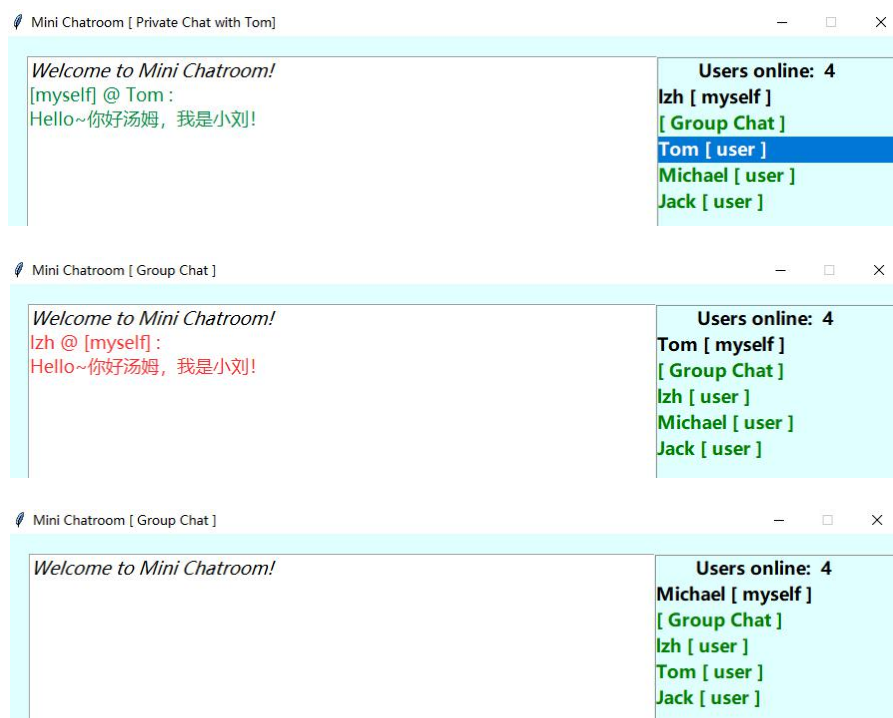 Mini Chatroom [ Private Chat with Tom]
Welcome to Mini Chatroom!
[myself] @ Tom :
Hello~你好汤姆，我是小刘！
Users online: 4
lzh [ myself ]
[ Group Chat ]
Tom [ user ]
Michael [ user ]
Jack [ user ]
Mini Chatroom [ Group Chat ]
Welcome to Mini Chatroom!
lzh @ [myself] :
Hello~你好汤姆，我是小刘！
Users online: 4
Tom [ myself ]
[ Group Chat ]
lzh [ user ]
Michael [ user ]
Jack [ user ]
Mini Chatroom [ Group Chat ]
Welcome to Mini Chatroom!
Users online: 4
Michael [ myself ]
[ Group Chat ]
lzh [ user ]
Tom [ user ]
Jack [ user ]